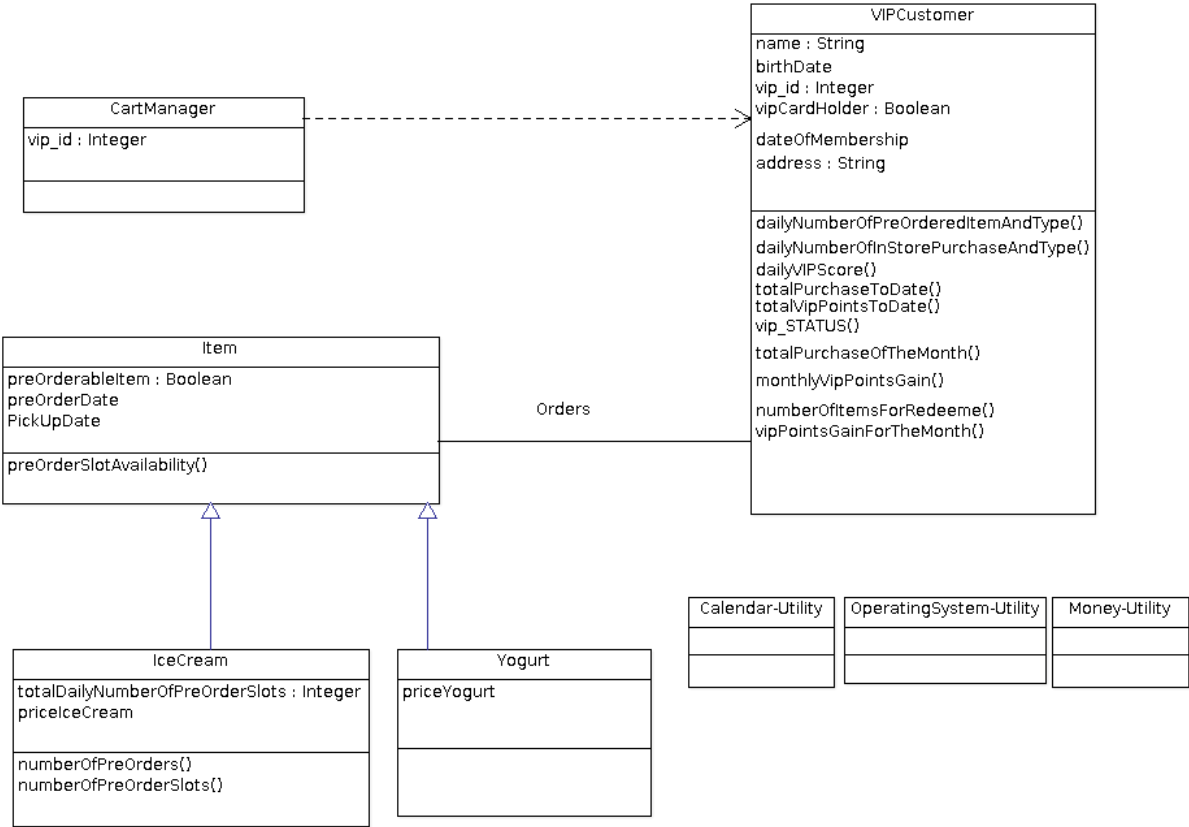 VIPCustomer
name : String
birthDate
vip_id : Integer
vipCardHolder : Boolean
dateOfMembership
address : String
dailyNumberOfPreOrderedItemAndType()
dailyNumberOfInStorePurchaseAndType()
dailyVIPScore()
totalPurchaseToDate()
totalVipPointsToDate()
vip_STATUS()
totalPurchaseOfTheMonth()
monthlyVipPointsGain()
numberOfItemsForRedeeme()
vipPointsGainForTheMonth()
CartManager
vip_id : Integer
Item
preOrderableItem : Boolean
preOrderDate
PickUpDate
preOrderSlotAvailability()
Orders
IceCream
totalDailyNumberOfPreOrderSlots : Integer
priceIceCream
numberOfPreOrders()
numberOfPreOrderSlots()
Yogurt
priceYogurt
Calendar-Utility
OperatingSystem-Utility
Money-Utility